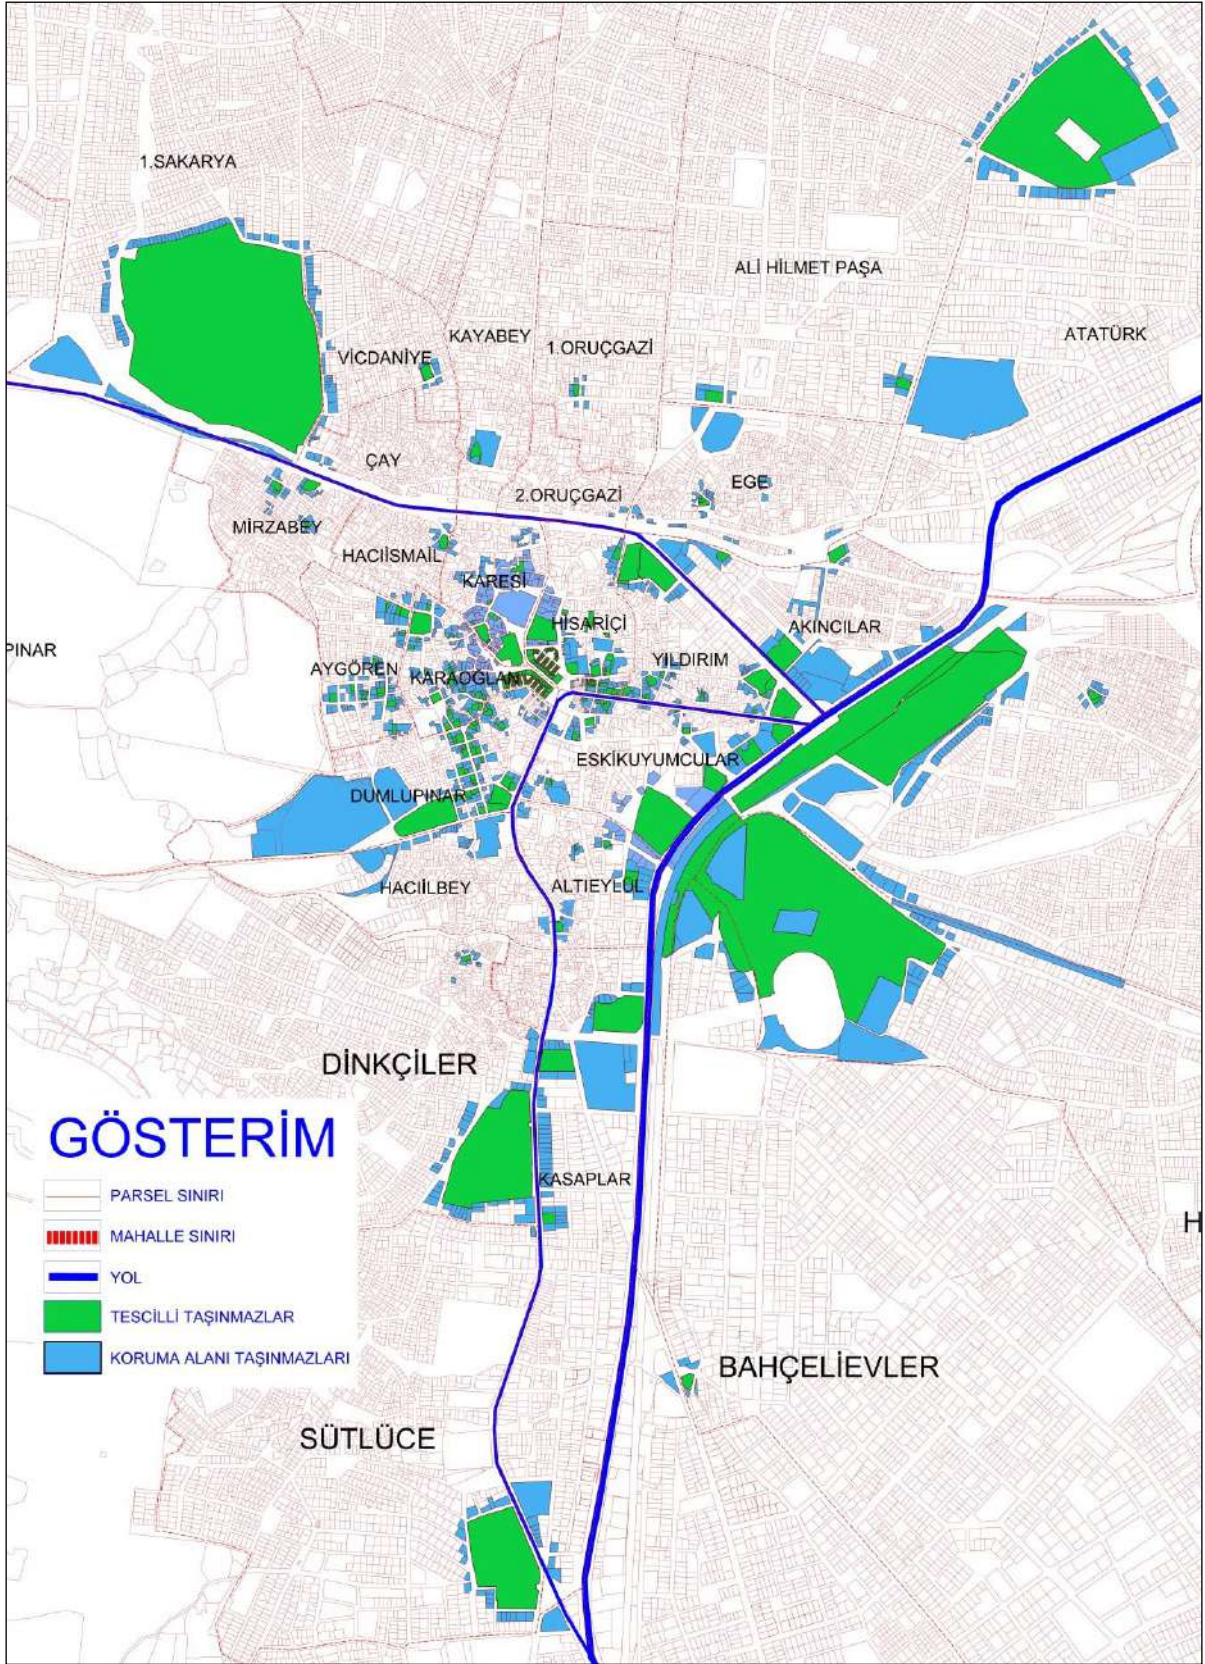 1.SAKARYA
ALİ HİLMET PAŞA
ATATÜRK
KAYABEY
1.ORUÇGAZİ
VİCDANİYE
ÇAY
EGE
2.ORUÇGAZİ
MİRZABEY
HACIİSMAİL
KARESİ
HİSARİÇİ
AKINCILAR
PINAR
YILDIRIM
AYGÖREN
KARAOGLAN
ESKİKUYUMCULAR
DUMLUPINAR
HACIİLBEY
ALTIEYLÜL
DİNKÇİLER
GÖSTERİM
PARSEL SINIRI
MAHALLE SINIRI
YOL
TESCİLLİ TAŞINMAZLAR
KORUMA ALANI TAŞINMAZLARI
KASAPLAR
H
BAHÇELİEVLER
SÜTLÜCE